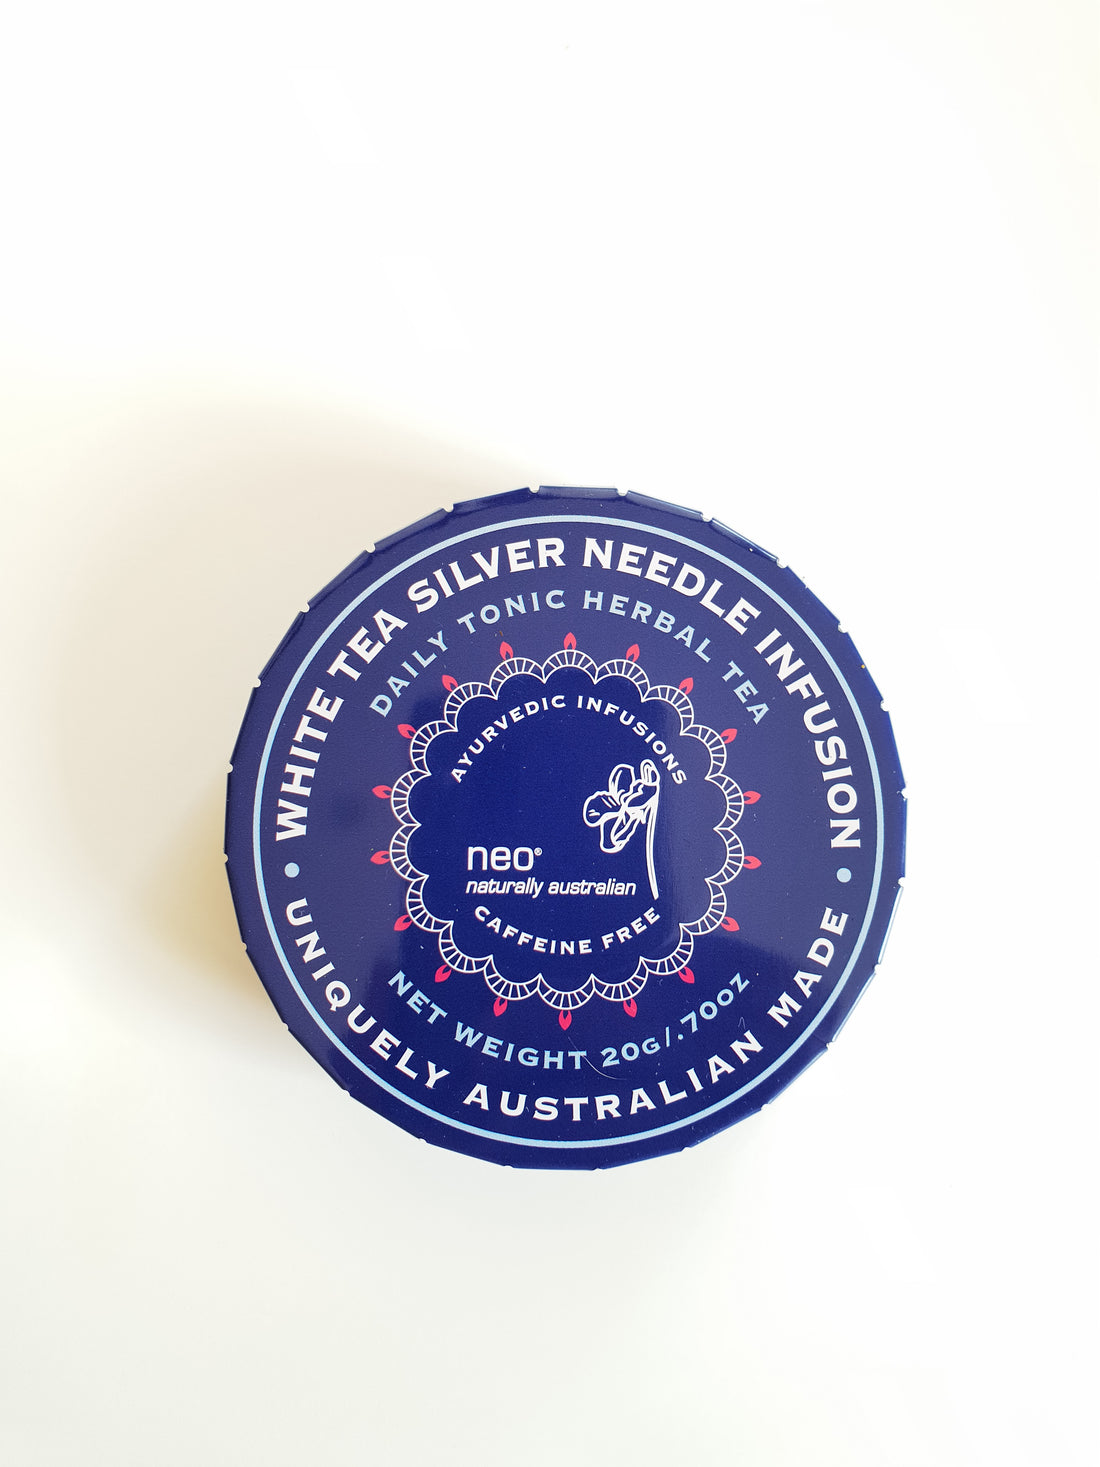 WHITE TEA SILVER NEEDLE INFUSION
DAILY TONIC HERBAL TEA
AYURVEDIC INFUSIONS
neo®
naturally australian
CAFFEINE FREE
NET WEIGHT 20G/.70OZ
• UNIQUELY AUSTRALIAN MADE •